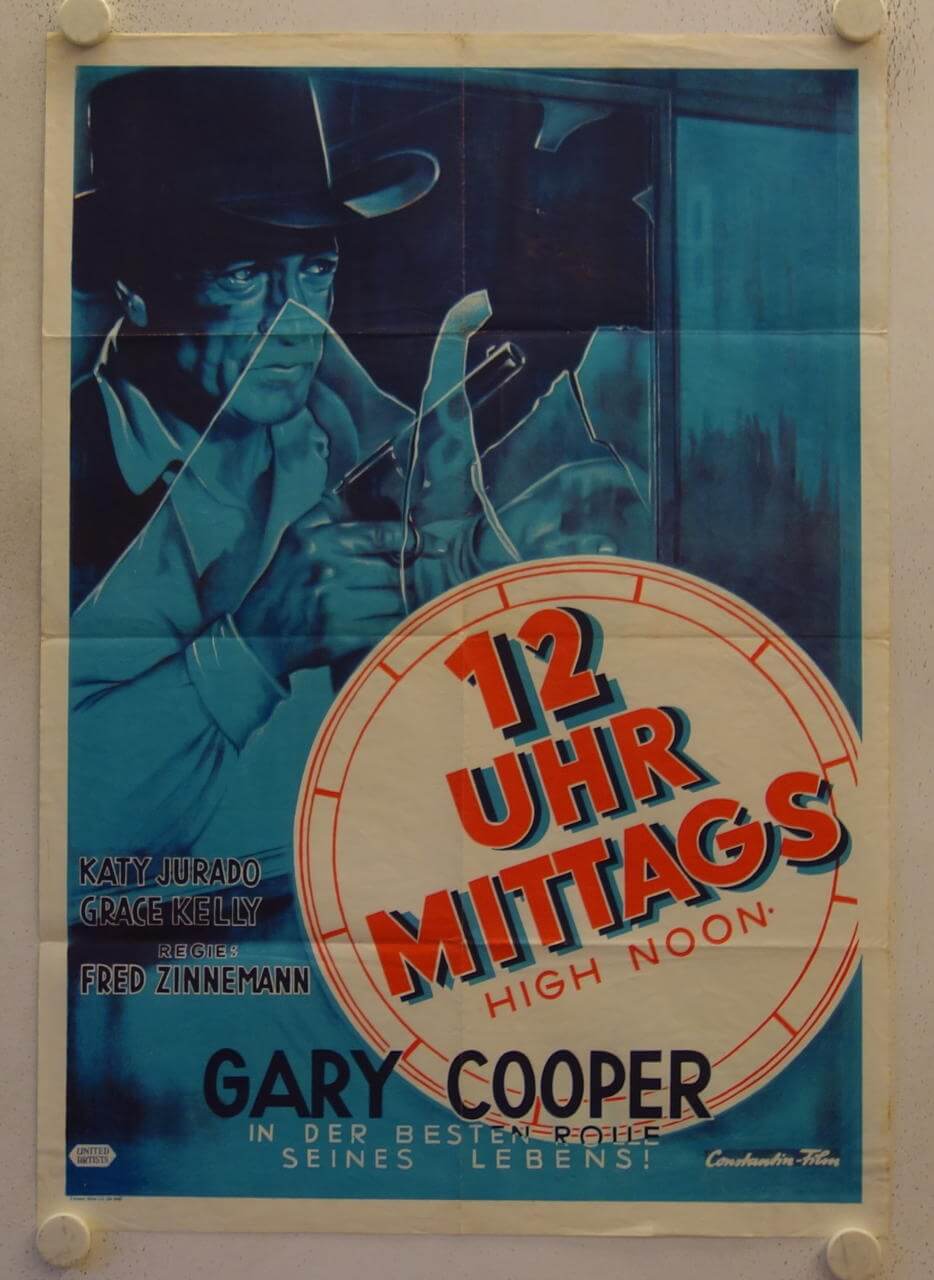 12
UHR
MITTAGS
HIGH NOON.
KATY JURADO
GRACE KELLY
REGIE:
FRED ZINNEMANN
GARY COOPER
IN DER BESTEN ROLLE
SEINES LEBENS!
UNITED
ARTISTS
Constantin-Film